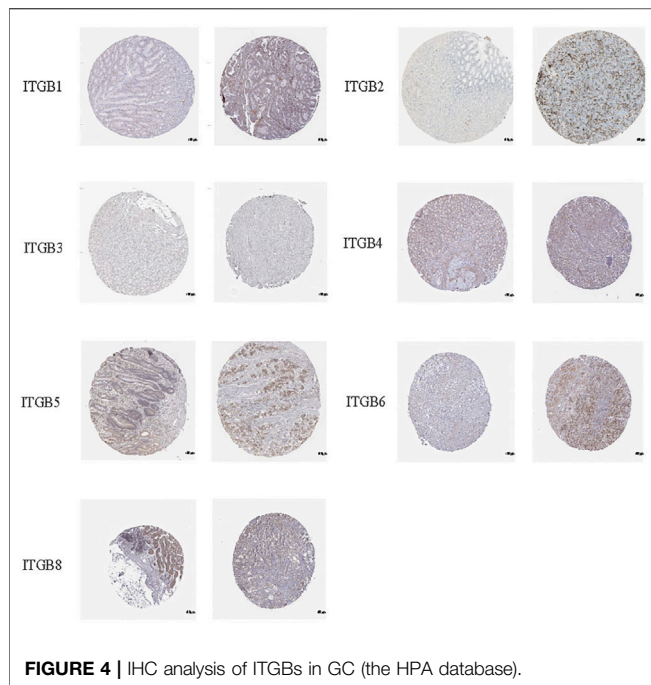 ITGB1
ITGB2
ITGB3
ITGB4
ITGB5
ITGB6
ITGB8
FIGURE 4 | IHC analysis of ITGBs in GC (the HPA database).